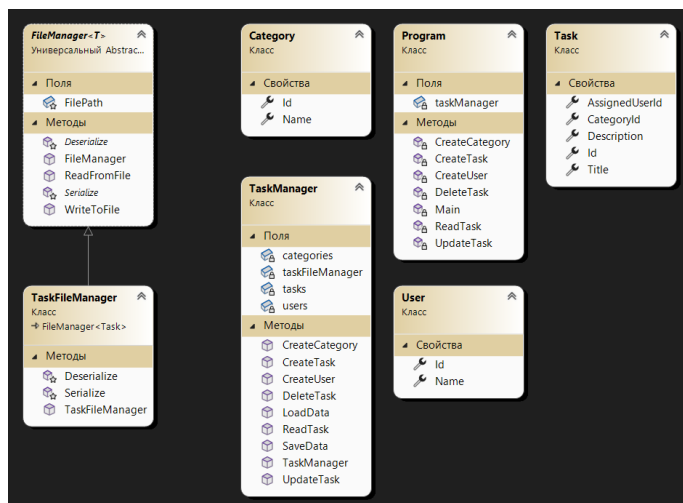 FileManager<T>
Универсальный Abstrac...
Поля
FilePath
Методы
Deserialize
FileManager
ReadFromFile
Serialize
WriteToFile
TaskFileManager
Класс
FileManager<Task>
Методы
Deserialize
Serialize
TaskFileManager
Category
Класс
Свойства
Id
Name
TaskManager
Класс
Поля
categories
taskFileManager
tasks
users
Методы
CreateCategory
CreateTask
CreateUser
DeleteTask
LoadData
ReadTask
SaveData
TaskManager
UpdateTask
Program
Класс
Поля
taskManager
Методы
CreateCategory
CreateTask
CreateUser
DeleteTask
Main
ReadTask
UpdateTask
User
Класс
Свойства
Id
Name
Task
Класс
Свойства
AssignedUserId
CategoryId
Description
Id
Title